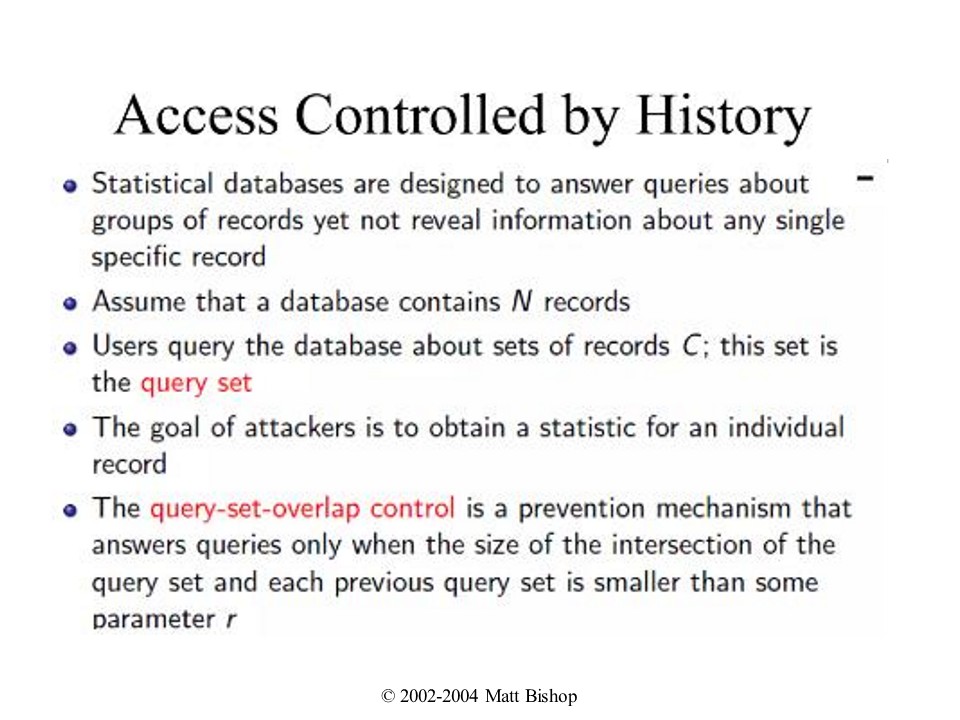 Access Controlled by History
Statistical databases are designed to answer queries about
groups of records yet not reveal information about any single
specific record
Assume that a database contains N records
Users query the database about sets of records C; this set is
the query set
The goal of attackers is to obtain a statistic for an individual
record
The query-set-overlap control is a prevention mechanism that
answers queries only when the size of the intersection of the
query set and each previous query set is smaller than some
parameter r
© 2002-2004 Matt Bishop